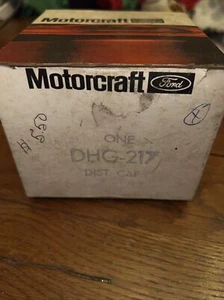 Motorcraft Ford
ONE
DHG-217
DIST. CAP